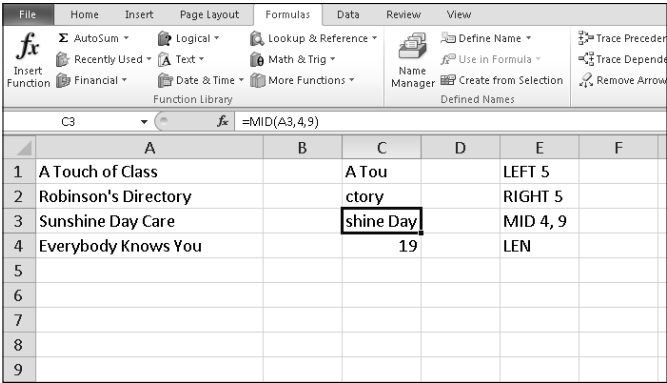 File Home Insert Page Layout Formulas Data Review View
fx Σ AutoSum Logical Lookup & Reference Define Name Trace Preceder
Recently Used A Text Math & Trig Use in Formula Trace Depende
Insert Function Financial Date & Time More Functions Name Manager Create from Selection Remove Arrow
Function Library Defined Names
C3 fx =MID(A3,4,9)
A B C D E F
1 A Touch of Class A Tou LEFT 5
2 Robinson's Directory ctory RIGHT 5
3 Sunshine Day Care shine Day MID 4, 9
4 Everybody Knows You 19 LEN
5
6
7
8
9